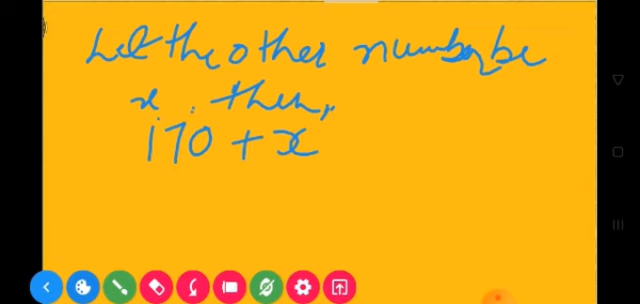 Let the other number be
x. then,
170 + x